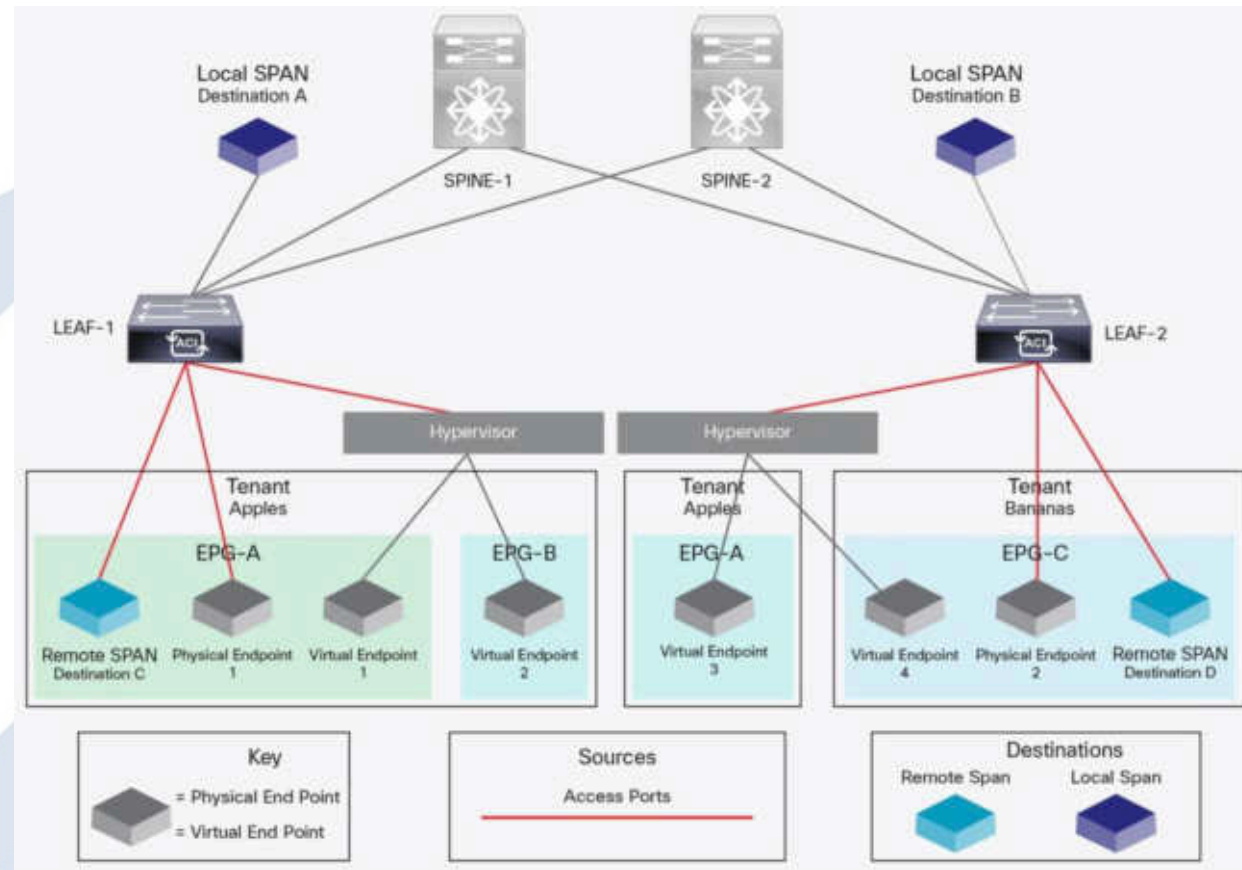 Local SPAN
Destination A
Local SPAN
Destination B
SPINE-1
SPINE-2
LEAF-1
ACI
ACI
LEAF-2
Hypervisor
Hypervisor
Tenant
Apples
Tenant
Apples
Tenant
Bananas
EPG-A
EPG-B
EPG-A
EPG-C
Remote SPAN
Destination C
Physical Endpoint
1
Virtual Endpoint
1
Virtual Endpoint
2
Virtual Endpoint
3
Virtual Endpoint
4
Physical Endpoint
2
Remote SPAN
Destination D
Key
= Physical End Point
= Virtual End Point
Sources
Access Ports
Destinations
Remote Span
Local Span